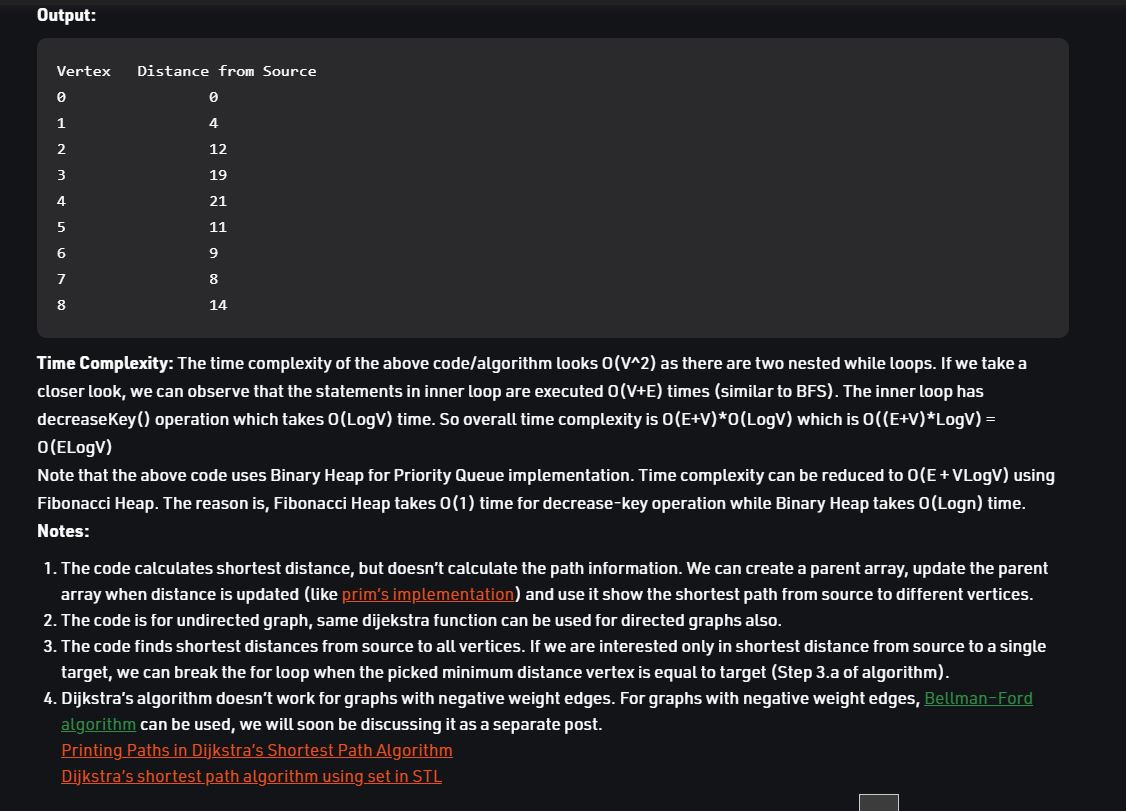 Output:
Vertex   Distance from Source
0                0
1                4
2                12
3                19
4                21
5                11
6                9
7                8
8                14
Time Complexity: The time complexity of the above code/algorithm looks O(V^2) as there are two nested while loops. If we take a
closer look, we can observe that the statements in inner loop are executed O(V+E) times (similar to BFS). The inner loop has
decreaseKey() operation which takes O(LogV) time. So overall time complexity is O(E+V)*O(LogV) which is O((E+V)*LogV) =
O(ELogV)
Note that the above code uses Binary Heap for Priority Queue implementation. Time complexity can be reduced to O(E + VLogV) using
Fibonacci Heap. The reason is, Fibonacci Heap takes O(1) time for decrease-key operation while Binary Heap takes O(Logn) time.
Notes:
1. The code calculates shortest distance, but doesn't calculate the path information. We can create a parent array, update the parent
array when distance is updated (like prim's implementation) and use it show the shortest path from source to different vertices.
2. The code is for undirected graph, same dijekstra function can be used for directed graphs also.
3. The code finds shortest distances from source to all vertices. If we are interested only in shortest distance from source to a single
target, we can break the for loop when the picked minimum distance vertex is equal to target (Step 3.a of algorithm).
4. Dijkstra's algorithm doesn't work for graphs with negative weight edges. For graphs with negative weight edges, Bellman–Ford
algorithm can be used, we will soon be discussing it as a separate post.
Printing Paths in Dijkstra's Shortest Path Algorithm
Dijkstra's shortest path algorithm using set in STL